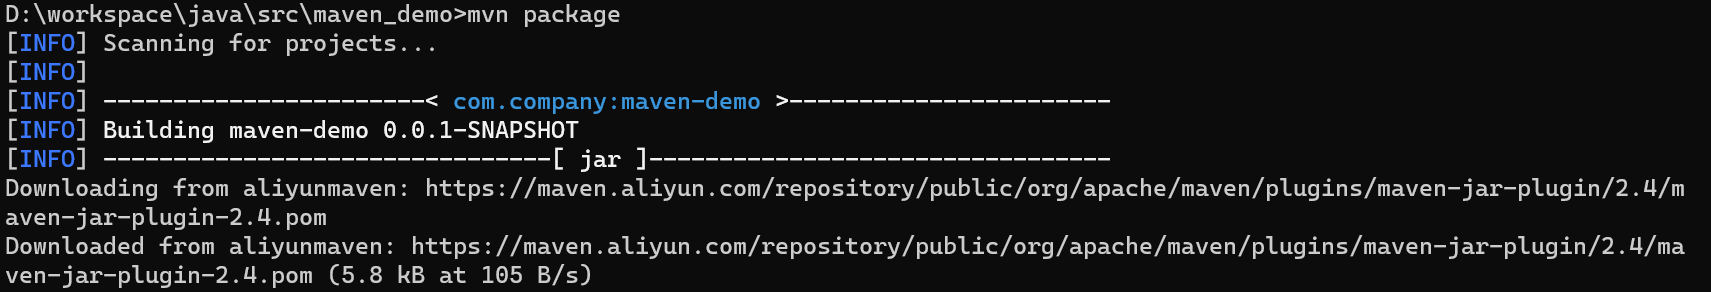 D:\workspace\java\src\maven_demo>mvn package
[INFO] Scanning for projects...
[INFO]
[INFO] -----------------------< com.company:maven-demo >-----------------------
[INFO] Building maven-demo 0.0.1-SNAPSHOT
[INFO] --------------------------------[ jar ]---------------------------------
Downloading from aliyunmaven: https://maven.aliyun.com/repository/public/org/apache/maven/plugins/maven-jar-plugin/2.4/m
aven-jar-plugin-2.4.pom
Downloaded from aliyunmaven: https://maven.aliyun.com/repository/public/org/apache/maven/plugins/maven-jar-plugin/2.4/ma
ven-jar-plugin-2.4.pom (5.8 kB at 105 B/s)